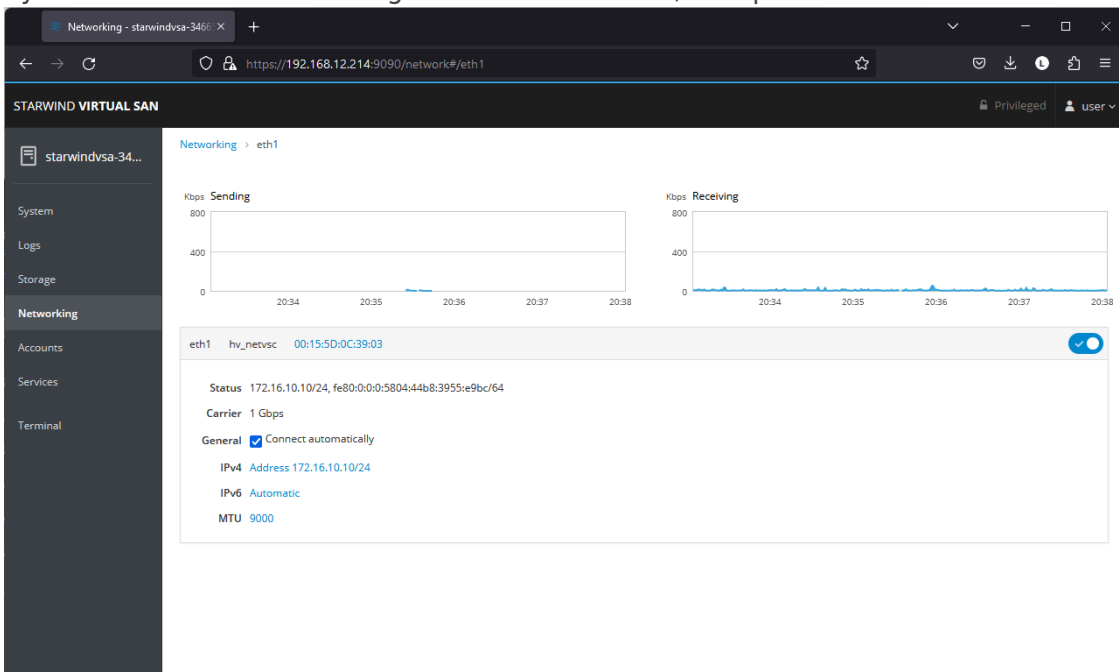 Networking - starwindvsa-3466
https://192.168.12.214:9090/network#/eth1
STARWIND VIRTUAL SAN
Privileged
user
starwindvsa-34...
System
Logs
Storage
Networking
Accounts
Services
Terminal
Networking > eth1
Kbps Sending
800
400
0
20:34 20:35 20:36 20:37 20:38
Kbps Receiving
800
400
0
20:34 20:35 20:36 20:37 20:38
eth1 hv_netvsc 00:15:5D:0C:39:03
Status 172.16.10.10/24, fe80:0:0:0:5804:44b8:3955:e9bc/64
Carrier 1 Gbps
General Connect automatically
IPv4 Address 172.16.10.10/24
IPv6 Automatic
MTU 9000